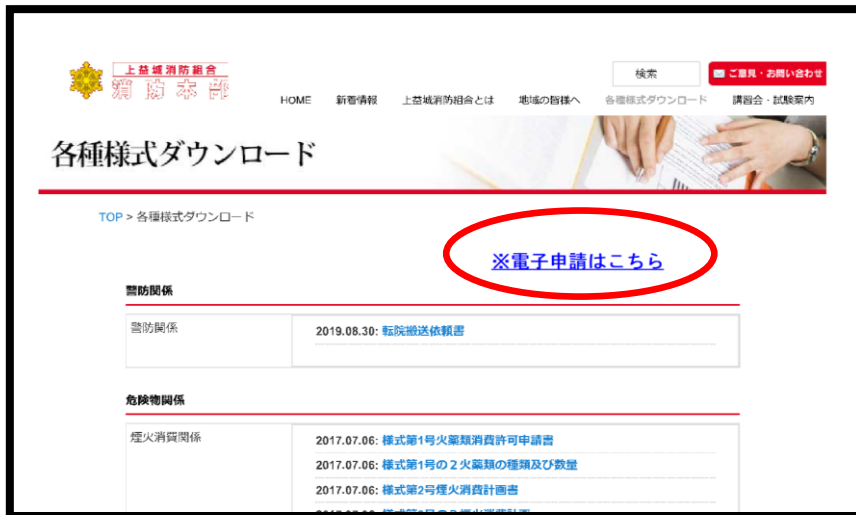 上益城消防組合
消防本部
検索
ご意見・お問い合わせ
HOME 新着情報 上益城消防組合とは 地域の皆様へ 各種様式ダウンロード 講習会・試験案内
各種様式ダウンロード
TOP > 各種様式ダウンロード
※電子申請はこちら
警防関係
警防関係
2019.08.30: 転院搬送依頼書
危険物関係
煙火消費関係
2017.07.06: 様式第1号火薬類消費許可申請書
2017.07.06: 様式第1号の2火薬類の種類及び数量
2017.07.06: 様式第2号煙火消費計画書